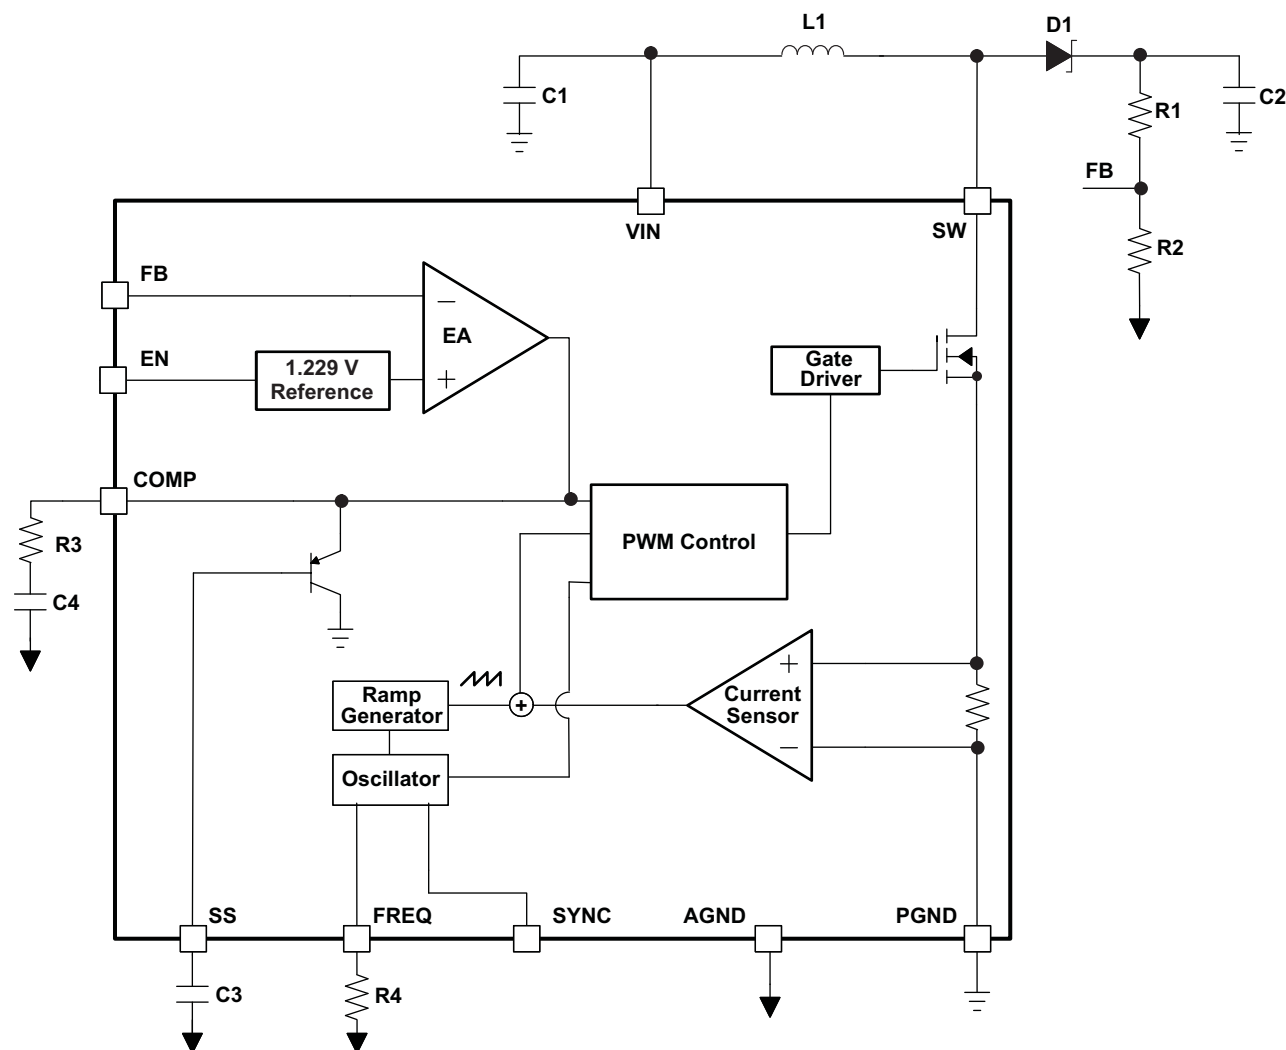 L1
D1
C1
R1
C2
FB
R2
VIN
SW
FB
EA
EN
1.229 V
Reference
Gate
Driver
COMP
R3
C4
PWM Control
Ramp
Generator
+
Current
Sensor
Oscillator
SS
FREQ
SYNC
AGND
PGND
C3
R4